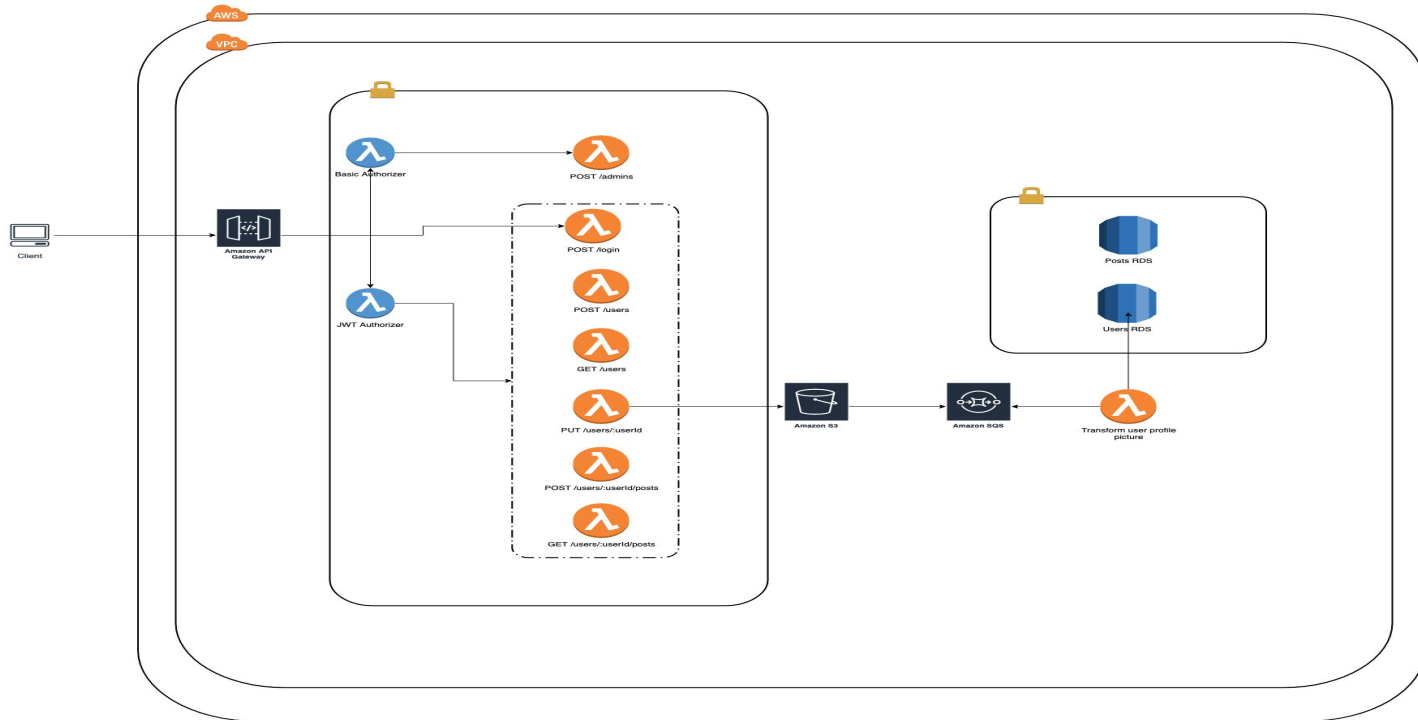 AWS
VPC
Basic Authorizer
POST /admins
Client
Amazon API
Gateway
POST /login
Posts RDS
POST /users
JWT Authorizer
Users RDS
GET /users
PUT /users/:userId
Amazon S3
Amazon SQS
Transform user profile
picture
POST /users/:userId/posts
GET /users/:userId/posts